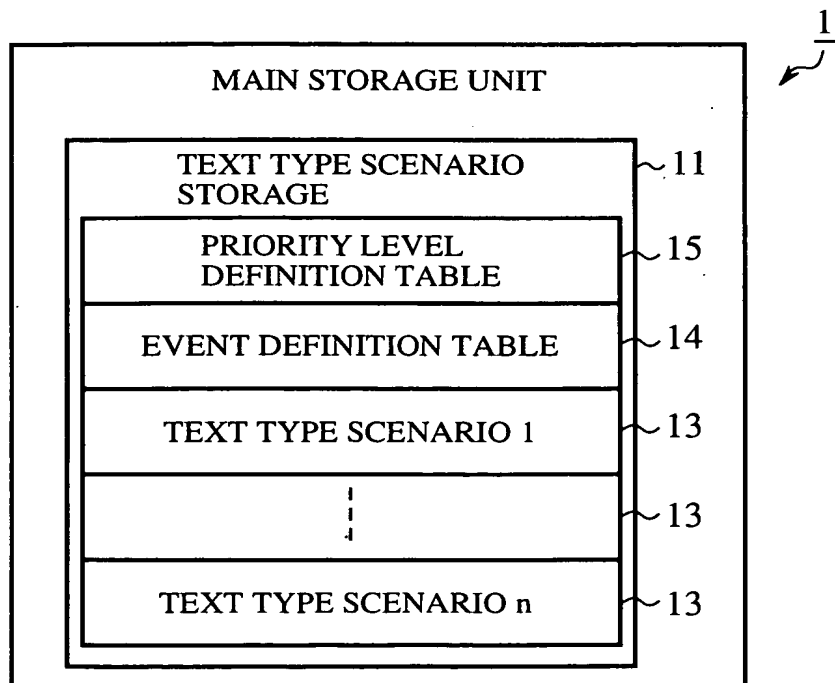 1
MAIN STORAGE UNIT
TEXT TYPE SCENARIO
STORAGE
11
PRIORITY LEVEL
DEFINITION TABLE
15
EVENT DEFINITION TABLE
14
TEXT TYPE SCENARIO 1
13
13
TEXT TYPE SCENARIO n
13